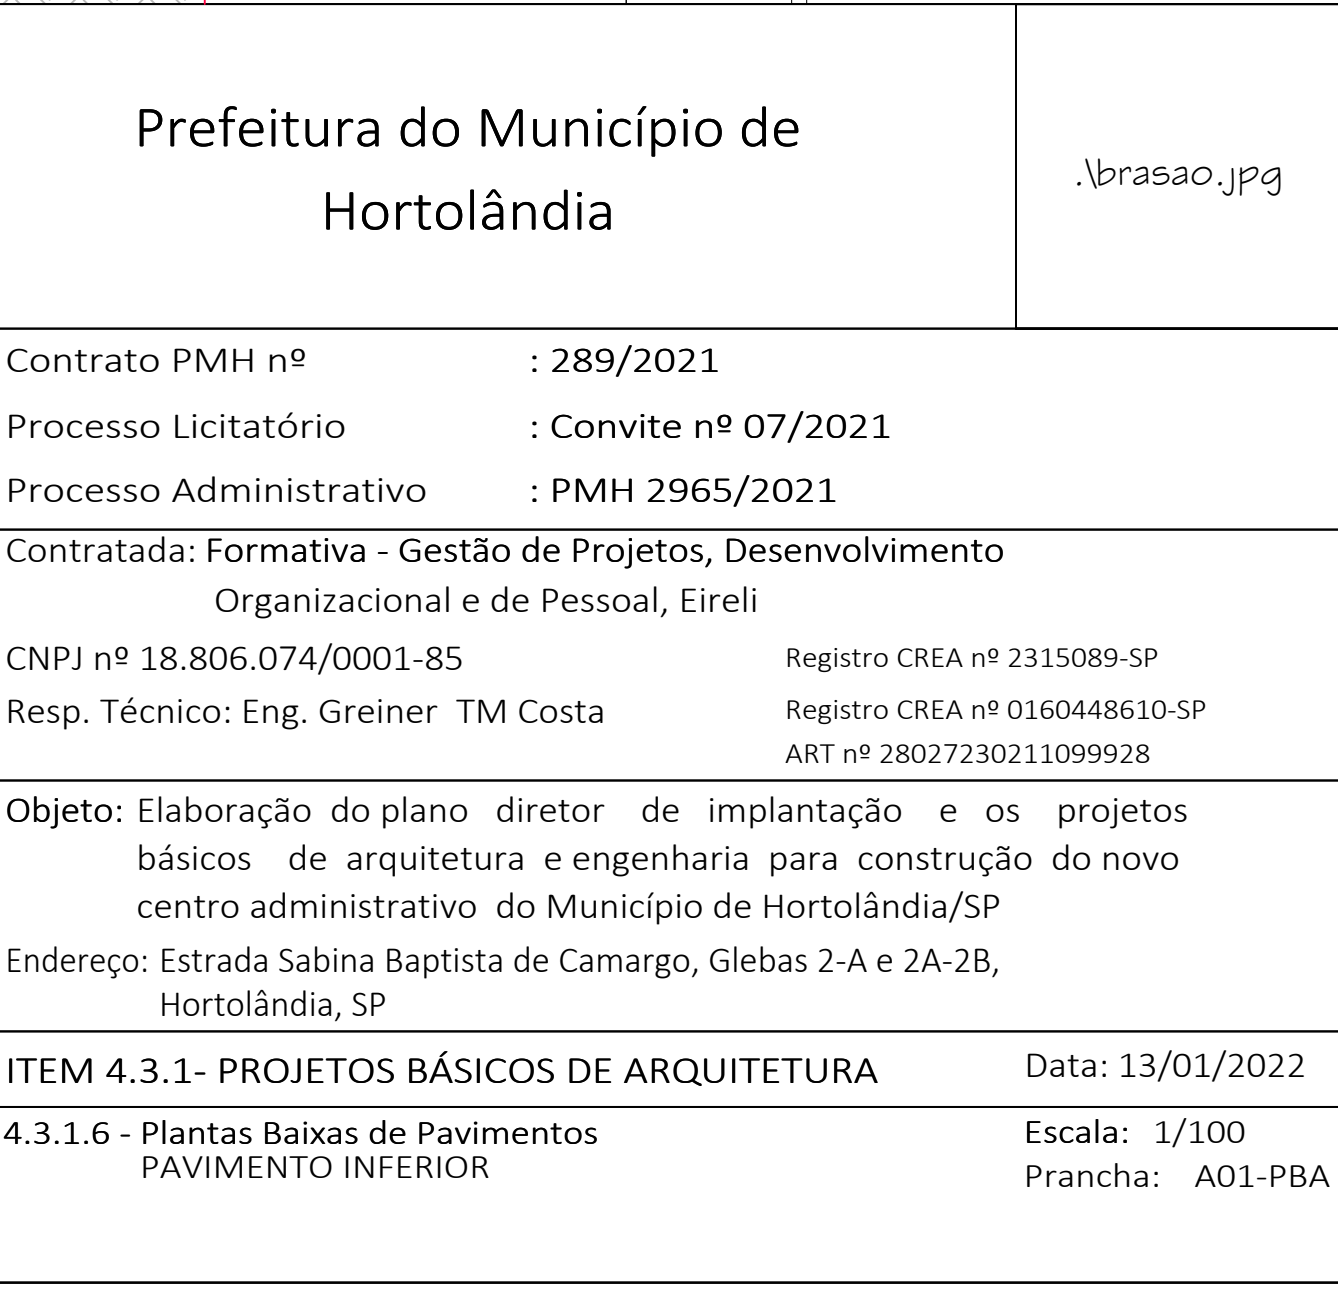 Prefeitura do Município de
Hortolândia
.\brasao.jpg
Contrato PMH nº : 289/2021
Processo Licitatório : Convite nº 07/2021
Processo Administrativo : PMH 2965/2021
Contratada: Formativa - Gestão de Projetos, Desenvolvimento
Organizacional e de Pessoal, Eireli
CNPJ nº 18.806.074/0001-85 Registro CREA nº 2315089-SP
Resp. Técnico: Eng. Greiner TM Costa Registro CREA nº 0160448610-SP
ART nº 28027230211099928
Objeto: Elaboração do plano diretor de implantação e os projetos
básicos de arquitetura e engenharia para construção do novo
centro administrativo do Município de Hortolândia/SP
Endereço: Estrada Sabina Baptista de Camargo, Glebas 2-A e 2A-2B,
Hortolândia, SP
ITEM 4.3.1- PROJETOS BÁSICOS DE ARQUITETURA Data: 13/01/2022
4.3.1.6 - Plantas Baixas de Pavimentos Escala: 1/100
PAVIMENTO INFERIOR Prancha: A01-PBA